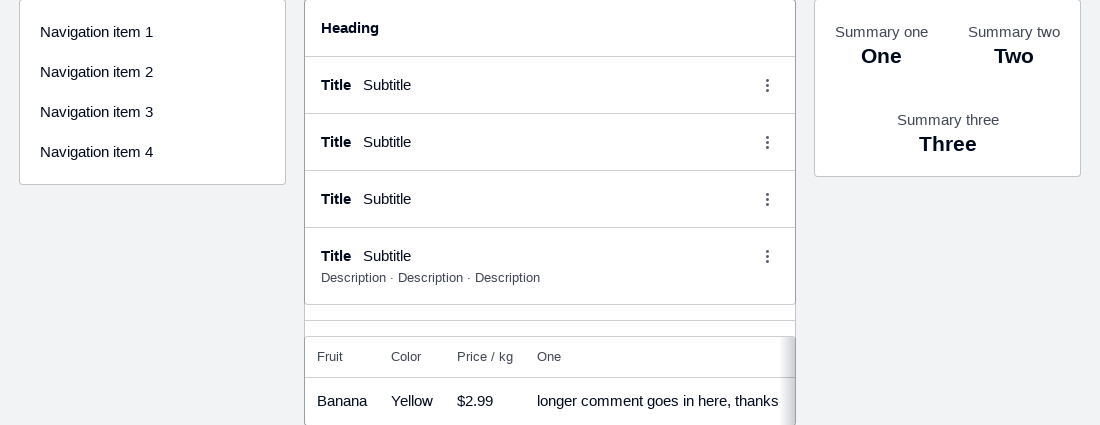 Navigation item 1
Navigation item 2
Navigation item 3
Navigation item 4
Heading
Title Subtitle
Title Subtitle
Title Subtitle
Title Subtitle
Description · Description · Description
Fruit Color Price / kg One
Banana Yellow $2.99 longer comment goes in here, thanks
Summary one
One
Summary two
Two
Summary three
Three